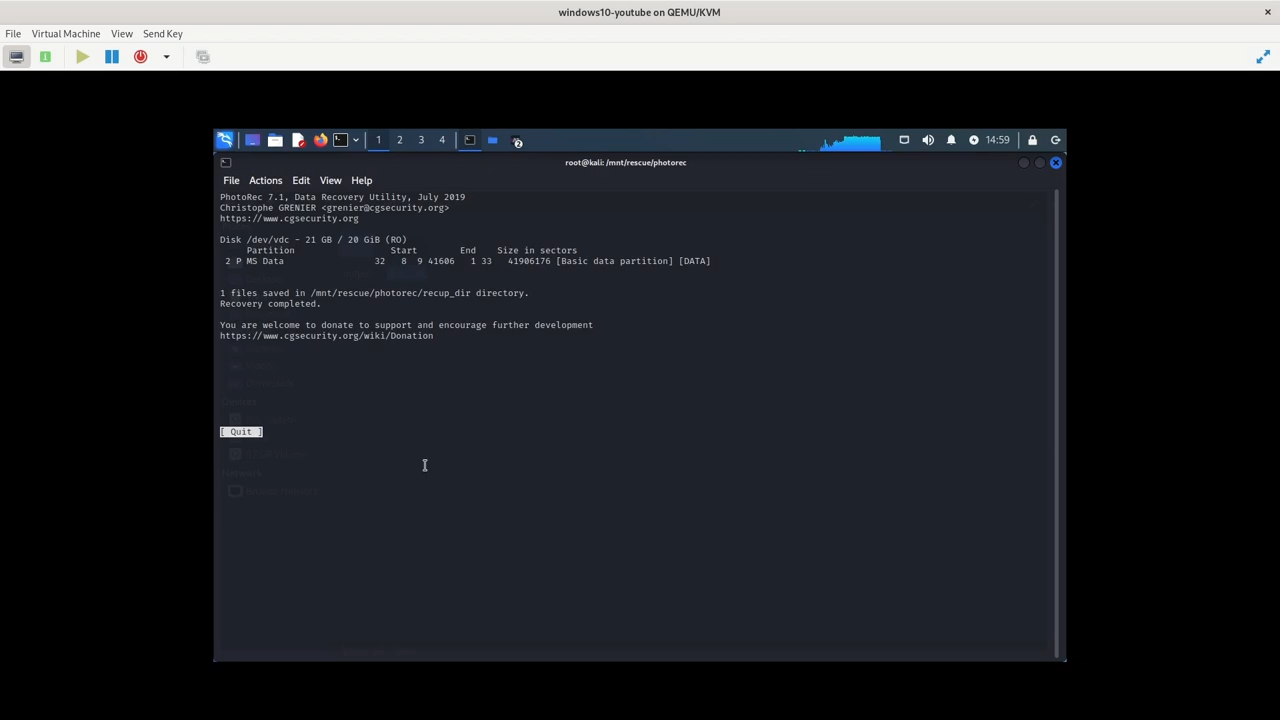 windows10-youtube on QEMU/KVM
File Virtual Machine View Send Key
1 2 3 4 2 14:59
root@kali: /mnt/rescue/photorec
File Actions Edit View Help
PhotoRec 7.1, Data Recovery Utility, July 2019
Christophe GRENIER <grenier@cgsecurity.org>
https://www.cgsecurity.org
Disk /dev/vdc - 21 GB / 20 GiB (RO)
Partition Start End Size in sectors
2 P MS Data 32 8 9 41606 1 33 41906176 [Basic data partition] [DATA]
1 files saved in /mnt/rescue/photorec/recup_dir directory.
Recovery completed.
You are welcome to donate to support and encourage further development
https://www.cgsecurity.org/wiki/Donation
[ Quit ]